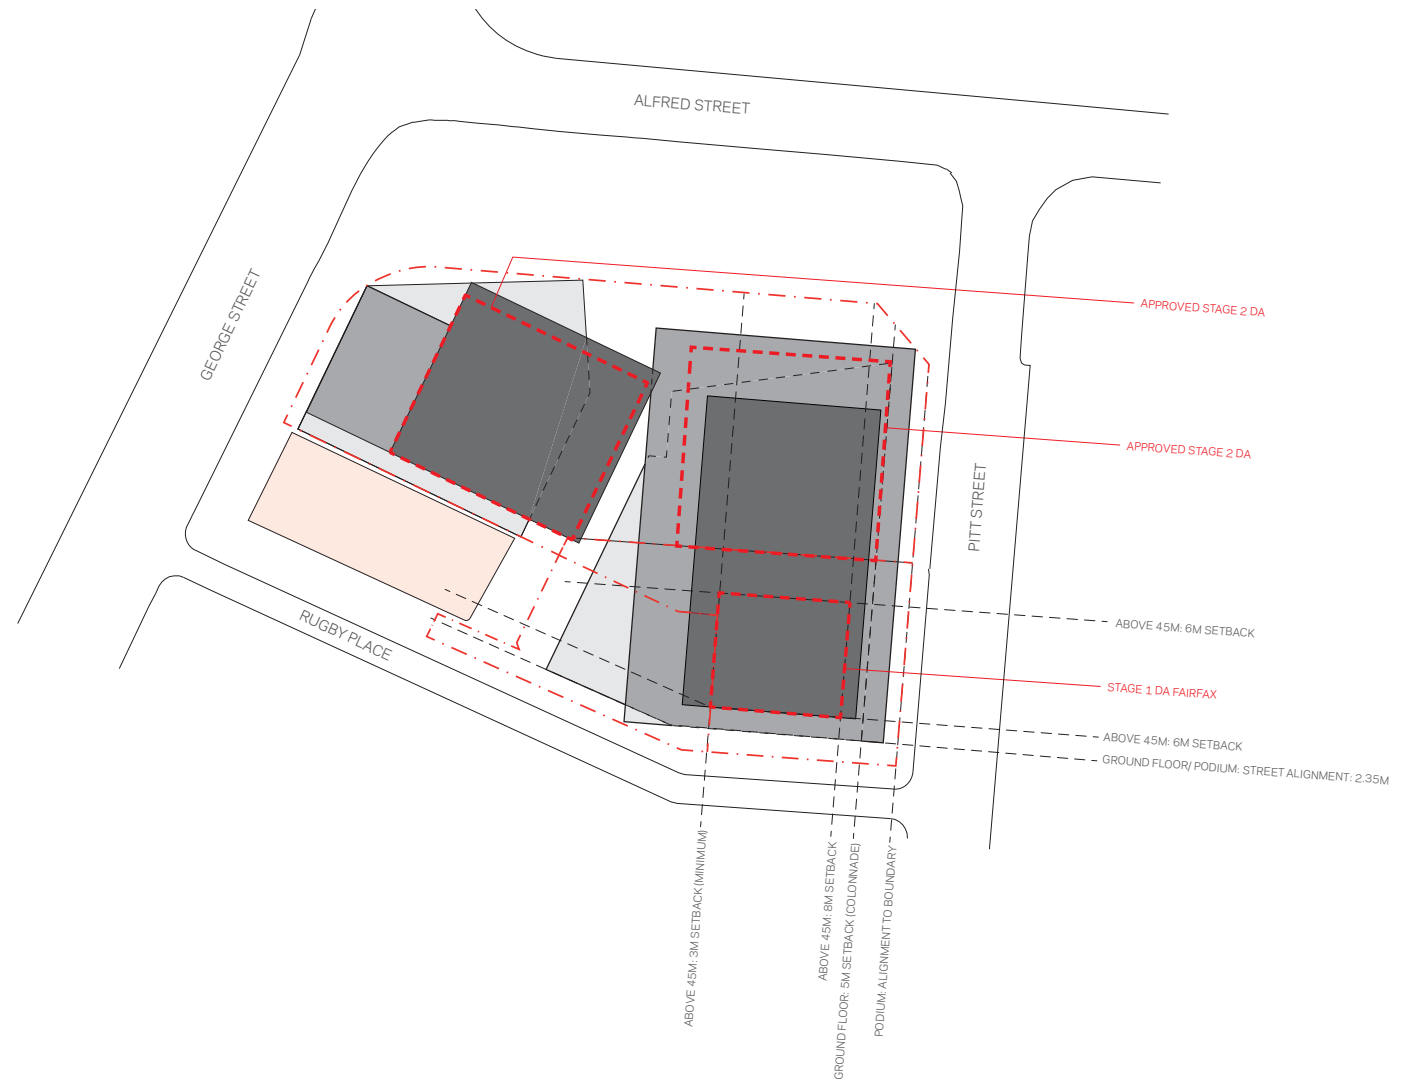 ALFRED STREET
GEORGE STREET
APPROVED STAGE 2 DA
APPROVED STAGE 2 DA
PITT STREET
RUGBY PLACE
ABOVE 45M: 6M SETBACK
STAGE 1 DA FAIRFAX
ABOVE 45M: 6M SETBACK
GROUND FLOOR/ PODIUM: STREET ALIGNMENT: 2.35M
ABOVE 45M: 3M SETBACK (MINIMUM)
ABOVE 45M: 8M SETBACK
GROUND FLOOR: 5M SETBACK (COLONNADE)
PODIUM: ALIGNMENT TO BOUNDARY